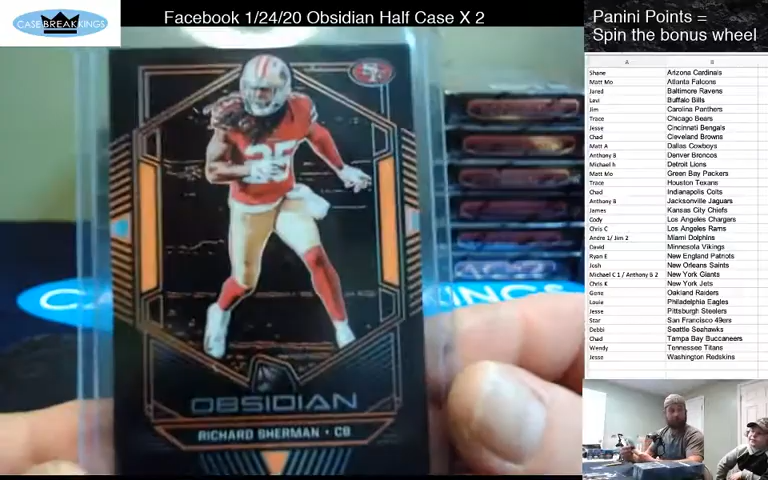 Facebook 1/24/20 Obsidian Half Case X 2
CASE BREAK KINGS
Panini Points =
Spin the bonus wheel
A B
Shane Arizona Cardinals
Matt Mo Atlanta Falcons
Jared Baltimore Ravens
Levi Buffalo Bills
Jim Carolina Panthers
Trace Chicago Bears
Jesse Cincinnati Bengals
Chad Cleveland Browns
Matt A Dallas Cowboys
Anthony B Denver Broncos
Michael h Detroit Lions
Matt Mo Green Bay Packers
Trace Houston Texans
Chad Indianapolis Colts
Anthony B Jacksonville Jaguars
James Kansas City Chiefs
Cody Los Angeles Chargers
Chris C Los Angeles Rams
Andre 1/ Jim 2 Miami Dolphins
David Minnesota Vikings
Ryan E New England Patriots
Josh New Orleans Saints
Michael C 1 / Anthony B 2 New York Giants
Chris K New York Jets
Gone Oakland Raiders
Louie Philadelphia Eagles
Jesse Pittsburgh Steelers
Star San Francisco 49ers
Debbi Seattle Seahawks
Chad Tampa Bay Buccaneers
Wendy Tennessee Titans
Jesse Washington Redskins
SF
25
OBSIDIAN
RICHARD SHERMAN • CB
C
INGS